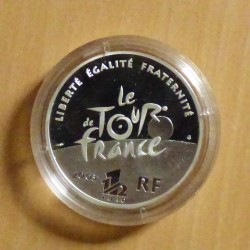 LIBERTÉ ÉGALITÉ FRATERNITÉ
le
TOUR
de
france
RF